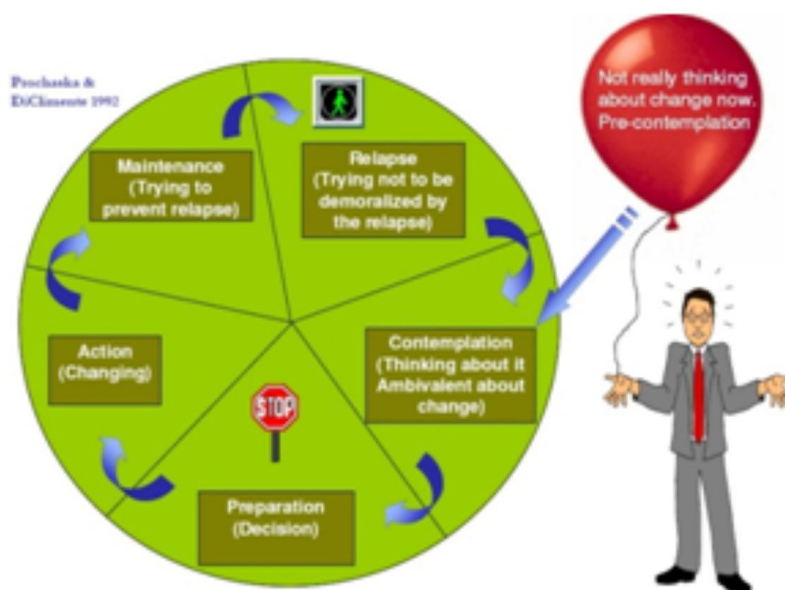 Prochaska &
DiClimente 1992
Not really thinking
about change now.
Pre-contemplation
Maintenance
(Trying to
prevent relapse)
Relapse
(Trying not to be
demoralized by
the relapse)
Contemplation
(Thinking about it
Ambivalent about
change)
Action
(Changing)
STOP
Preparation
(Decision)